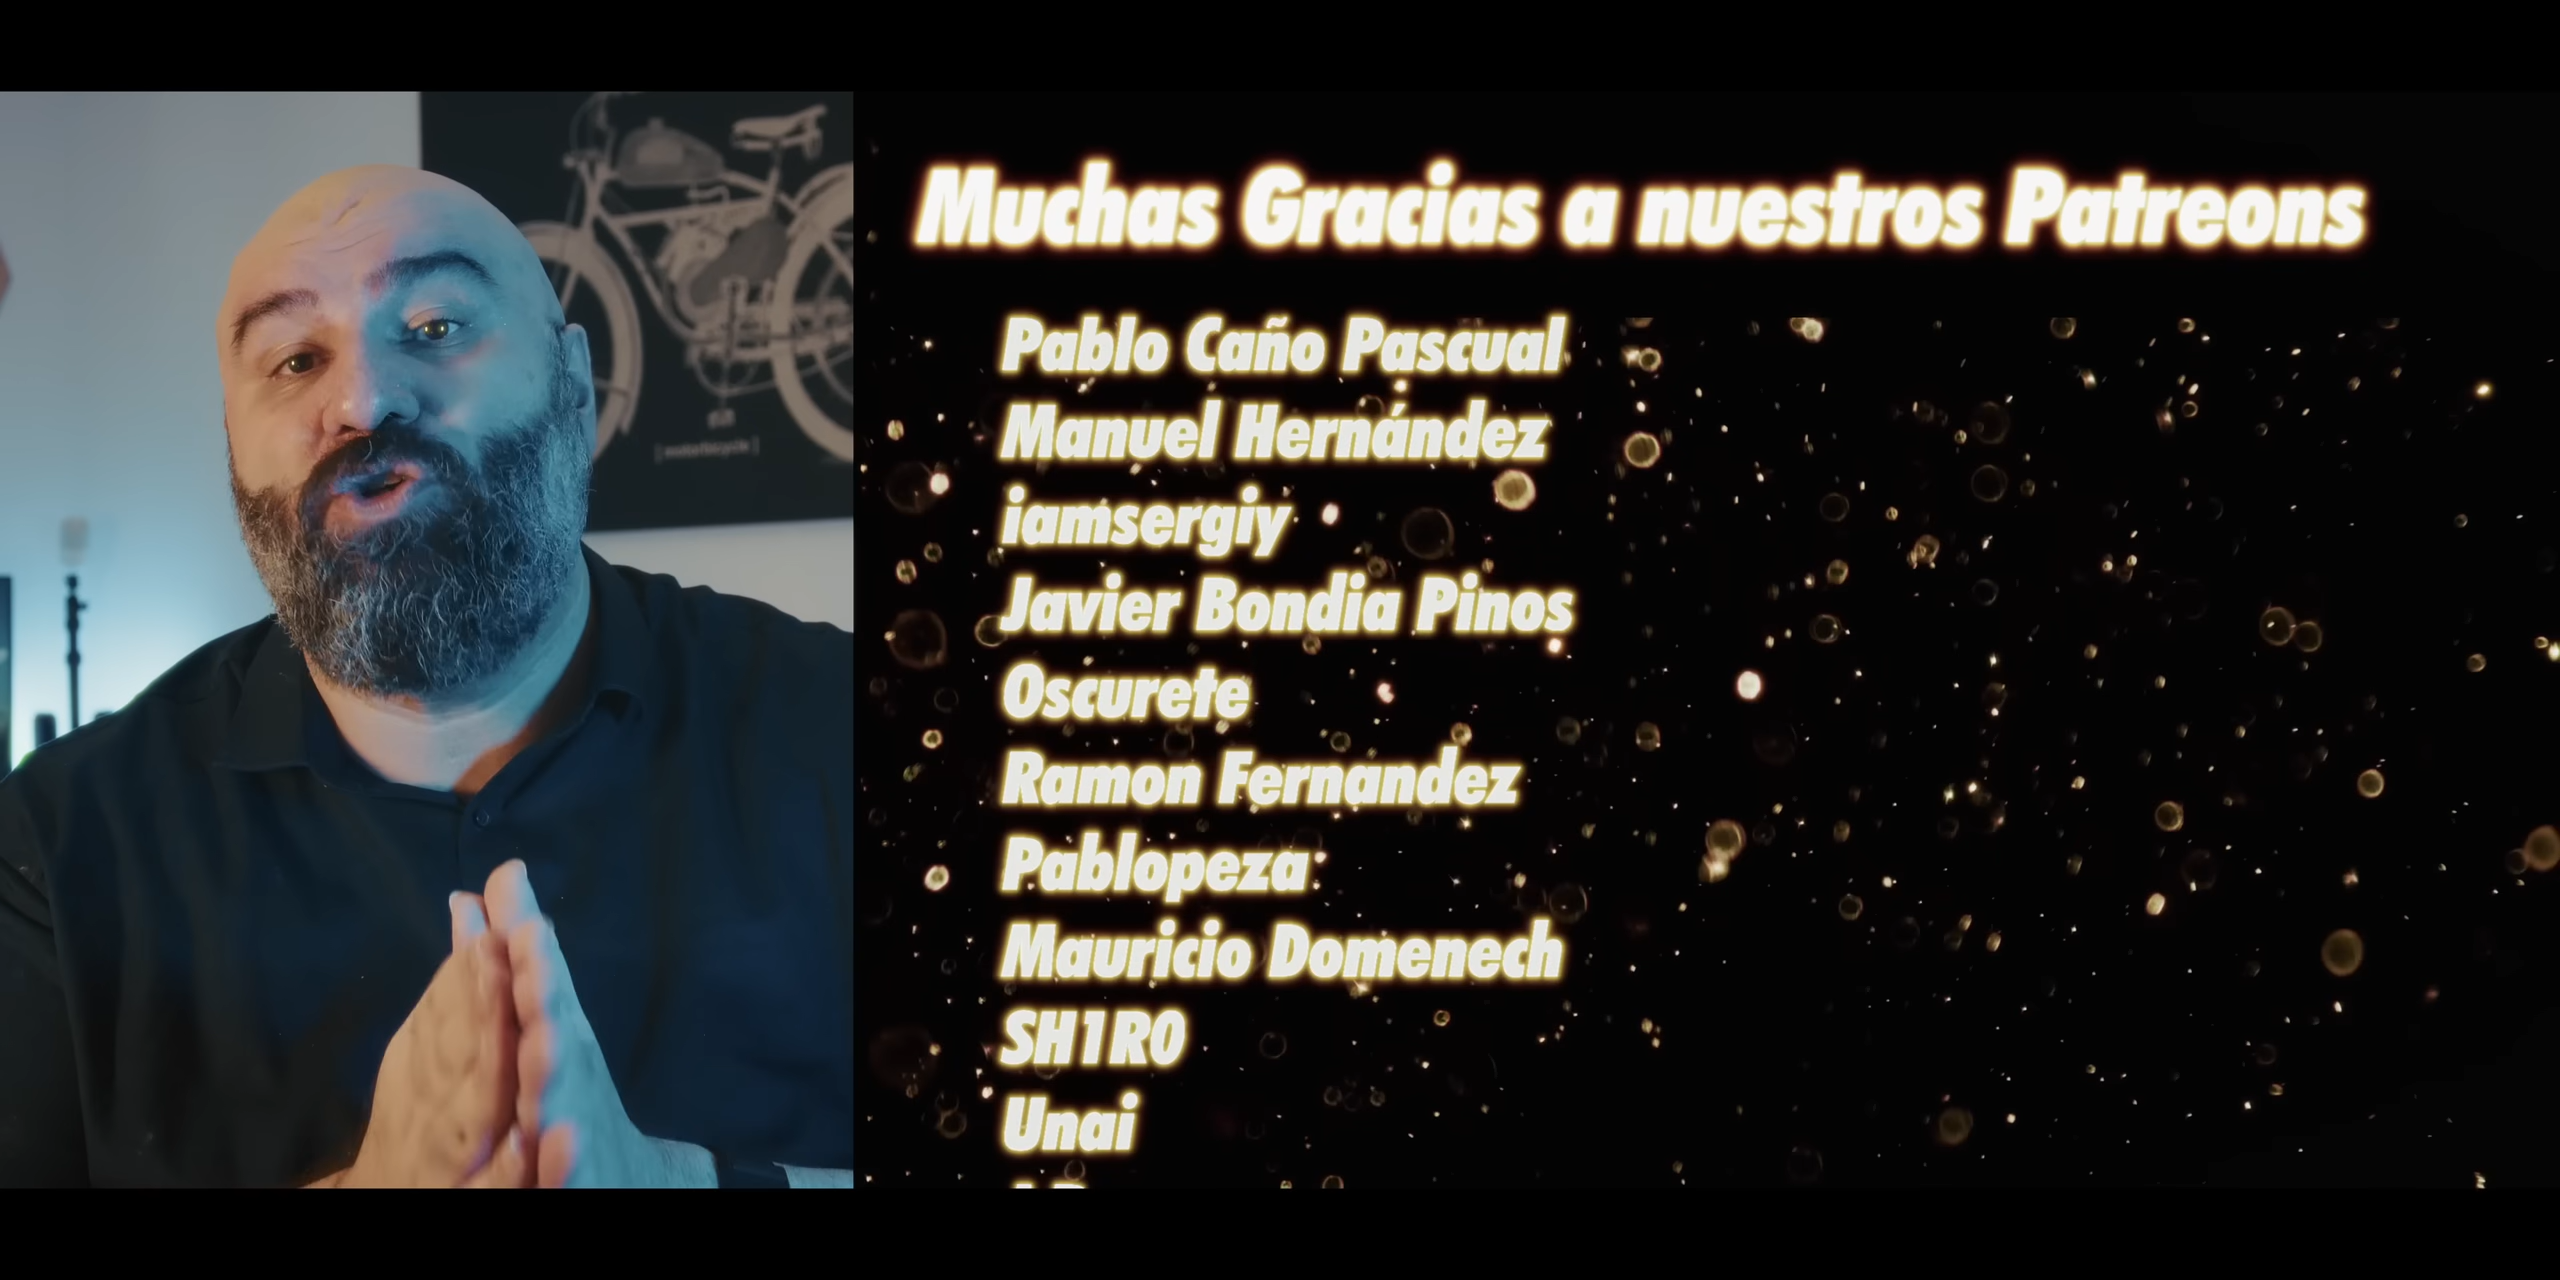 Muchas Gracias a nuestros Patreons
Pablo Caño Pascual
Manuel Hernández
iamsergiy
Javier Bondia Pinos
Oscurete
Ramon Fernandez
Pablopeza
Mauricio Domenech
SH1R0
Unai
[motorbicycle]